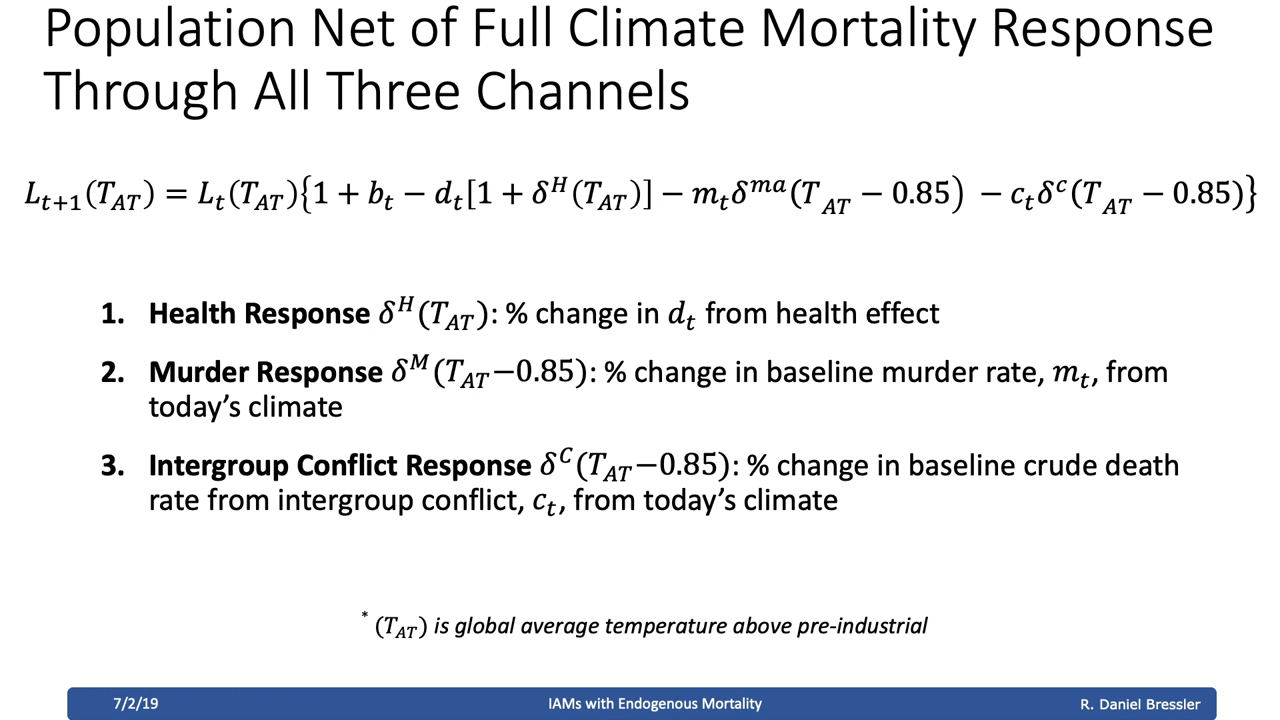 Population Net of Full Climate Mortality Response
Through All Three Channels
L_{t+1}(T_{AT}) = L_t(T_{AT}){1 + b_t − d_t[1 + δ^H(T_{AT})] − m_tδ^{ma}(T_{AT} − 0.85) − c_tδ^c(T_{AT} − 0.85)}
1. Health Response δ^H(T_{AT}): % change in d_t from health effect
2. Murder Response δ^M(T_{AT}−0.85): % change in baseline murder rate, m_t, from
today’s climate
3. Intergroup Conflict Response δ^C(T_{AT}−0.85): % change in baseline crude death
rate from intergroup conflict, c_t, from today’s climate
* (T_{AT}) is global average temperature above pre-industrial
7/2/19 IAMs with Endogenous Mortality R. Daniel Bressler